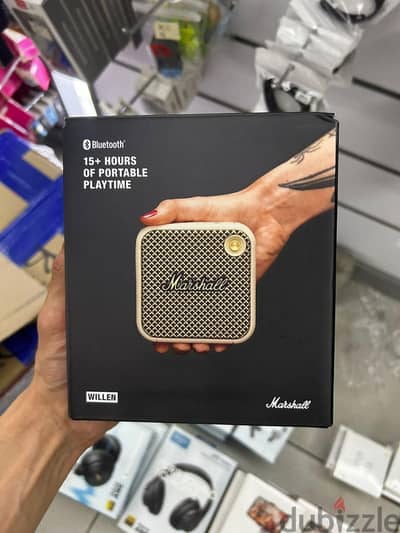 Bluetooth®
15+ HOURS
OF PORTABLE
PLAYTIME
Marshall
WILLEN
Marshall
dubizzle